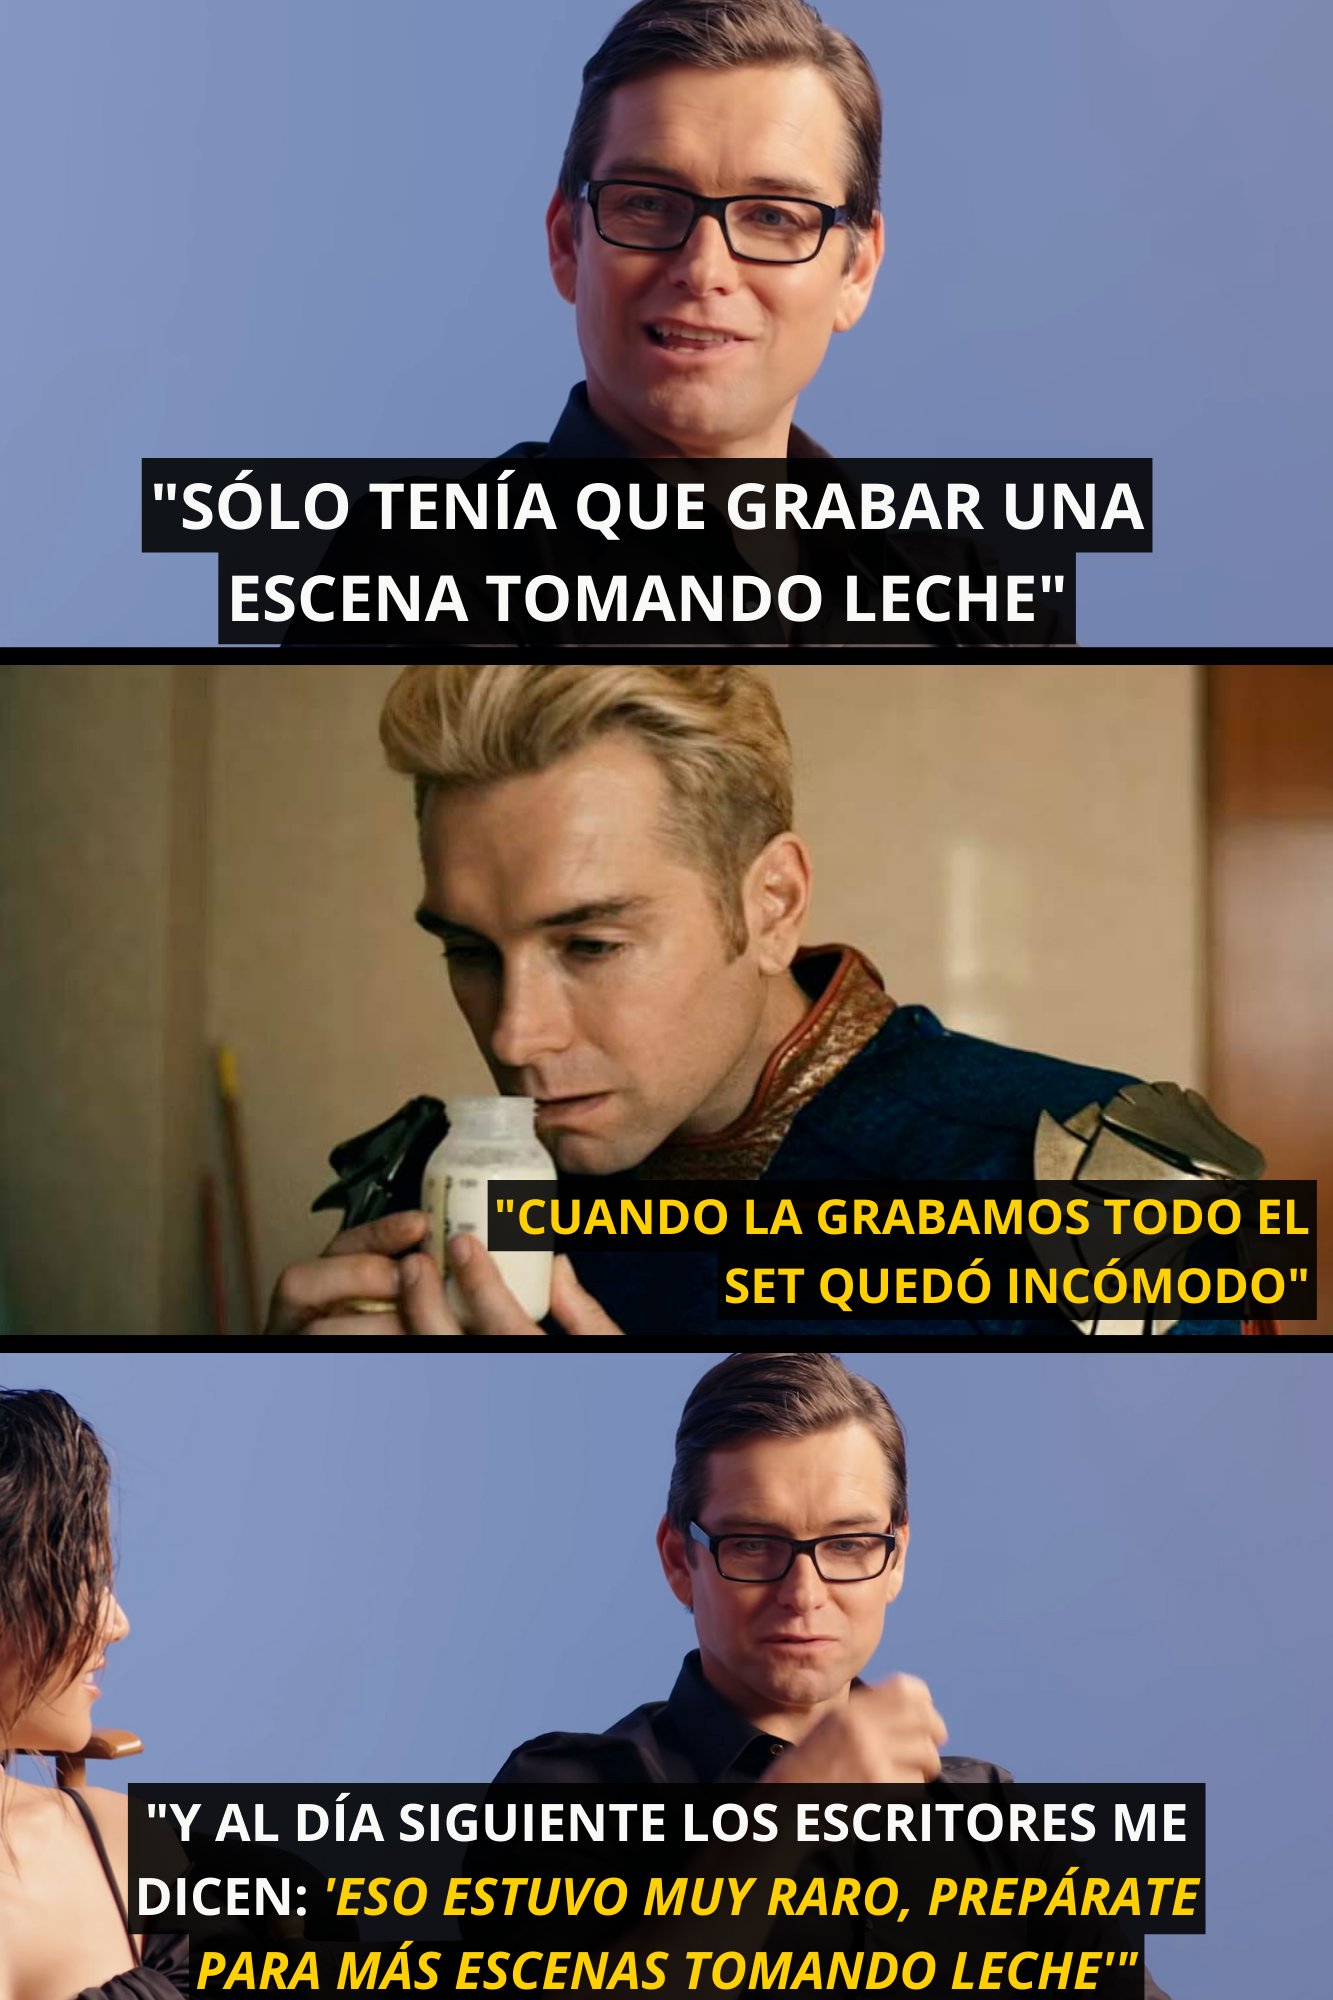 "SÓLO TENÍA QUE GRABAR UNA
ESCENA TOMANDO LECHE"
"CUANDO LA GRABAMOS TODO EL
SET QUEDÓ INCÓMODO"
"Y AL DÍA SIGUIENTE LOS ESCRITORES ME
DICEN: 'ESO ESTUVO MUY RARO, PREPÁRATE
PARA MÁS ESCENAS TOMANDO LECHE'"